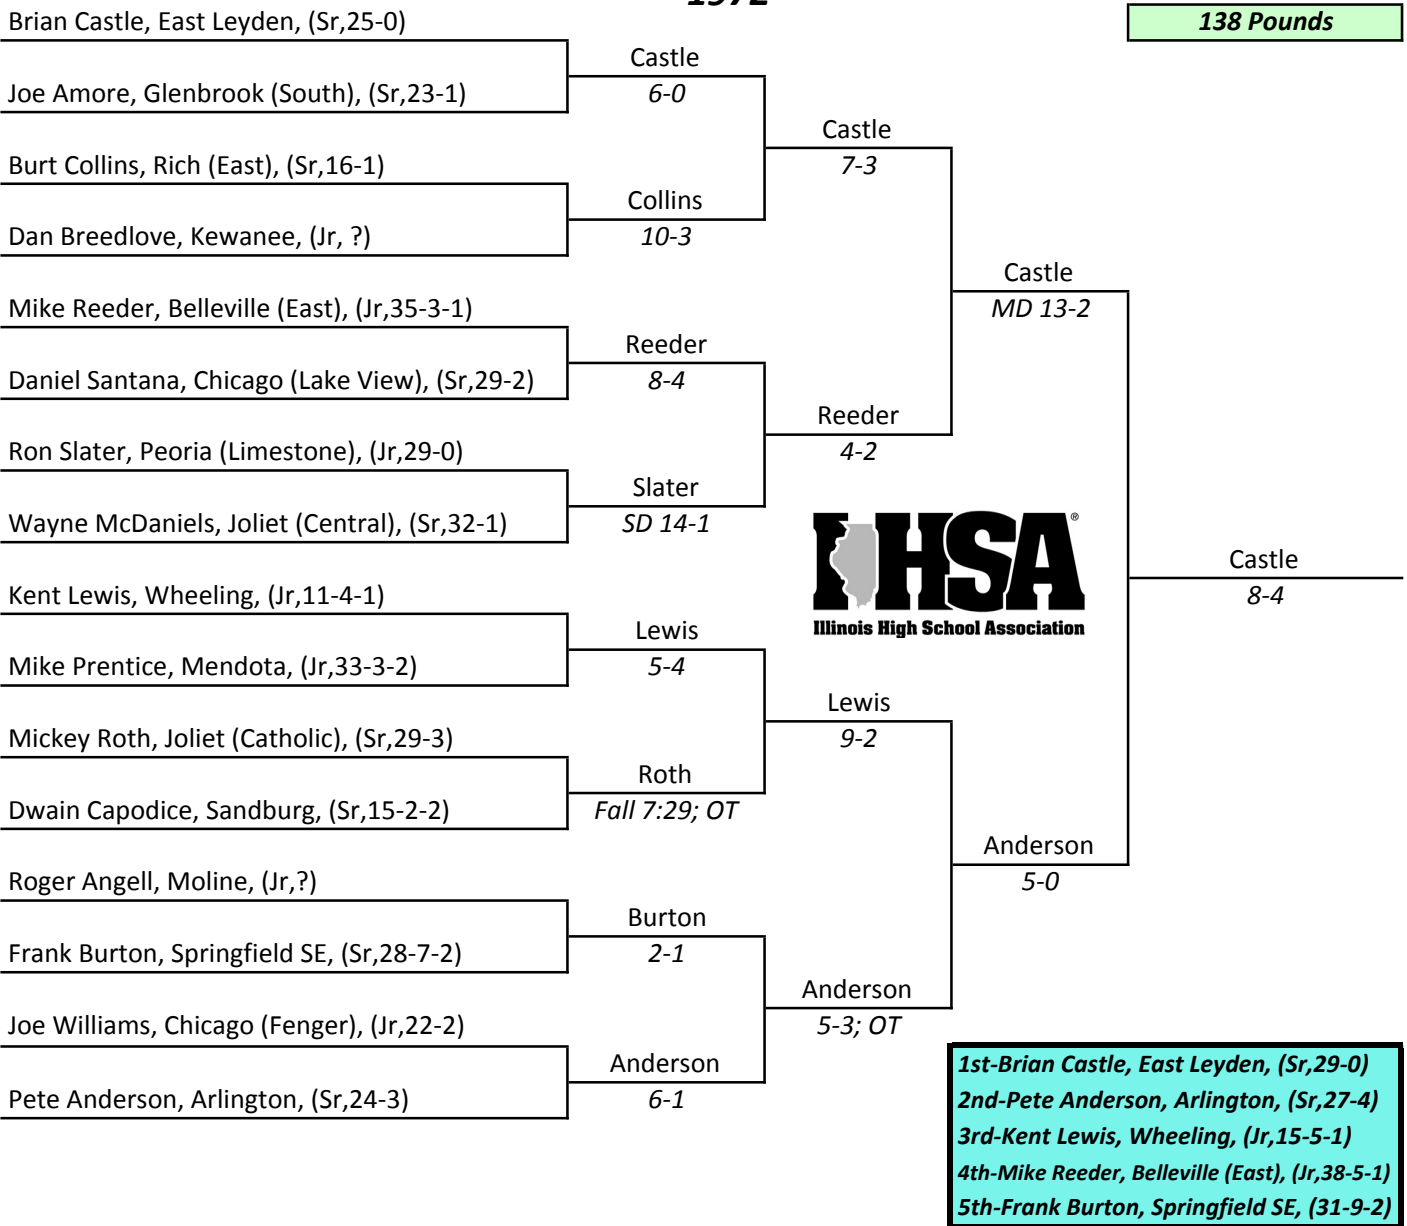 1972
138 Pounds
Brian Castle, East Leyden, (Sr,25-0)
Castle
Joe Amore, Glenbrook (South), (Sr,23-1)
6-0
Castle
Burt Collins, Rich (East), (Sr,16-1)
7-3
Collins
Dan Breedlove, Kewanee, (Jr, ?)
10-3
Castle
Mike Reeder, Belleville (East), (Jr,35-3-1)
MD 13-2
Reeder
Daniel Santana, Chicago (Lake View), (Sr,29-2)
8-4
Reeder
Ron Slater, Peoria (Limestone), (Jr,29-0)
4-2
Slater
Wayne McDaniels, Joliet (Central), (Sr,32-1)
SD 14-1
IHSA®
Illinois High School Association
Castle
8-4
Kent Lewis, Wheeling, (Jr,11-4-1)
Lewis
Mike Prentice, Mendota, (Jr,33-3-2)
5-4
Lewis
Mickey Roth, Joliet (Catholic), (Sr,29-3)
9-2
Roth
Dwain Capodice, Sandburg, (Sr,15-2-2)
Fall 7:29; OT
Anderson
Roger Angell, Moline, (Jr,?)
5-0
Burton
Frank Burton, Springfield SE, (Sr,28-7-2)
2-1
Anderson
Joe Williams, Chicago (Fenger), (Jr,22-2)
5-3; OT
Anderson
Pete Anderson, Arlington, (Sr,24-3)
6-1
1st-Brian Castle, East Leyden, (Sr,29-0)
2nd-Pete Anderson, Arlington, (Sr,27-4)
3rd-Kent Lewis, Wheeling, (Jr,15-5-1)
4th-Mike Reeder, Belleville (East), (Jr,38-5-1)
5th-Frank Burton, Springfield SE, (31-9-2)